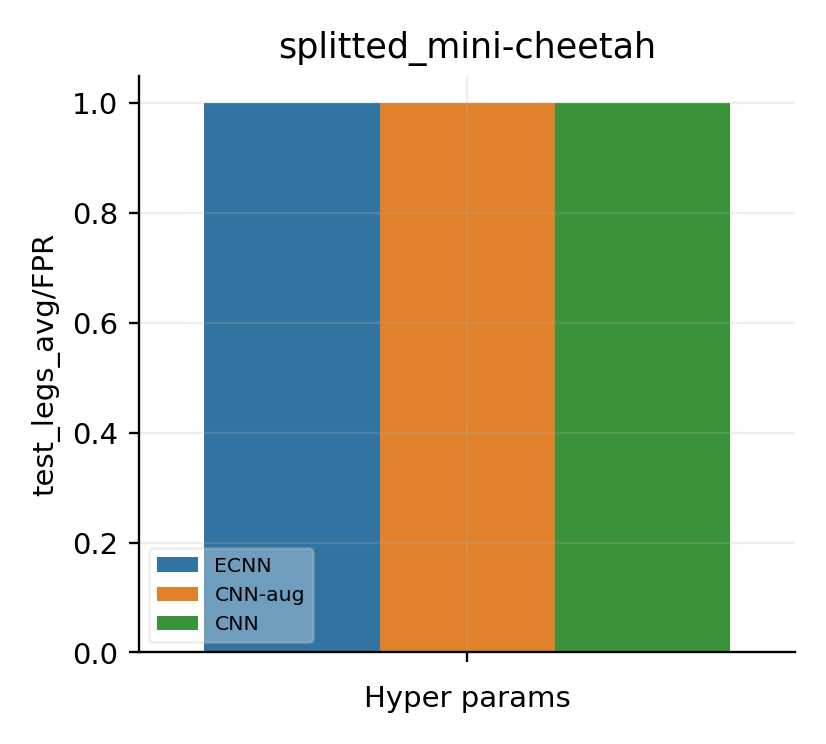 splitted_mini-cheetah
test_legs_avg/FPR
1.0
0.8
0.6
0.4
0.2
0.0
ECNN
CNN-aug
CNN
Hyper params